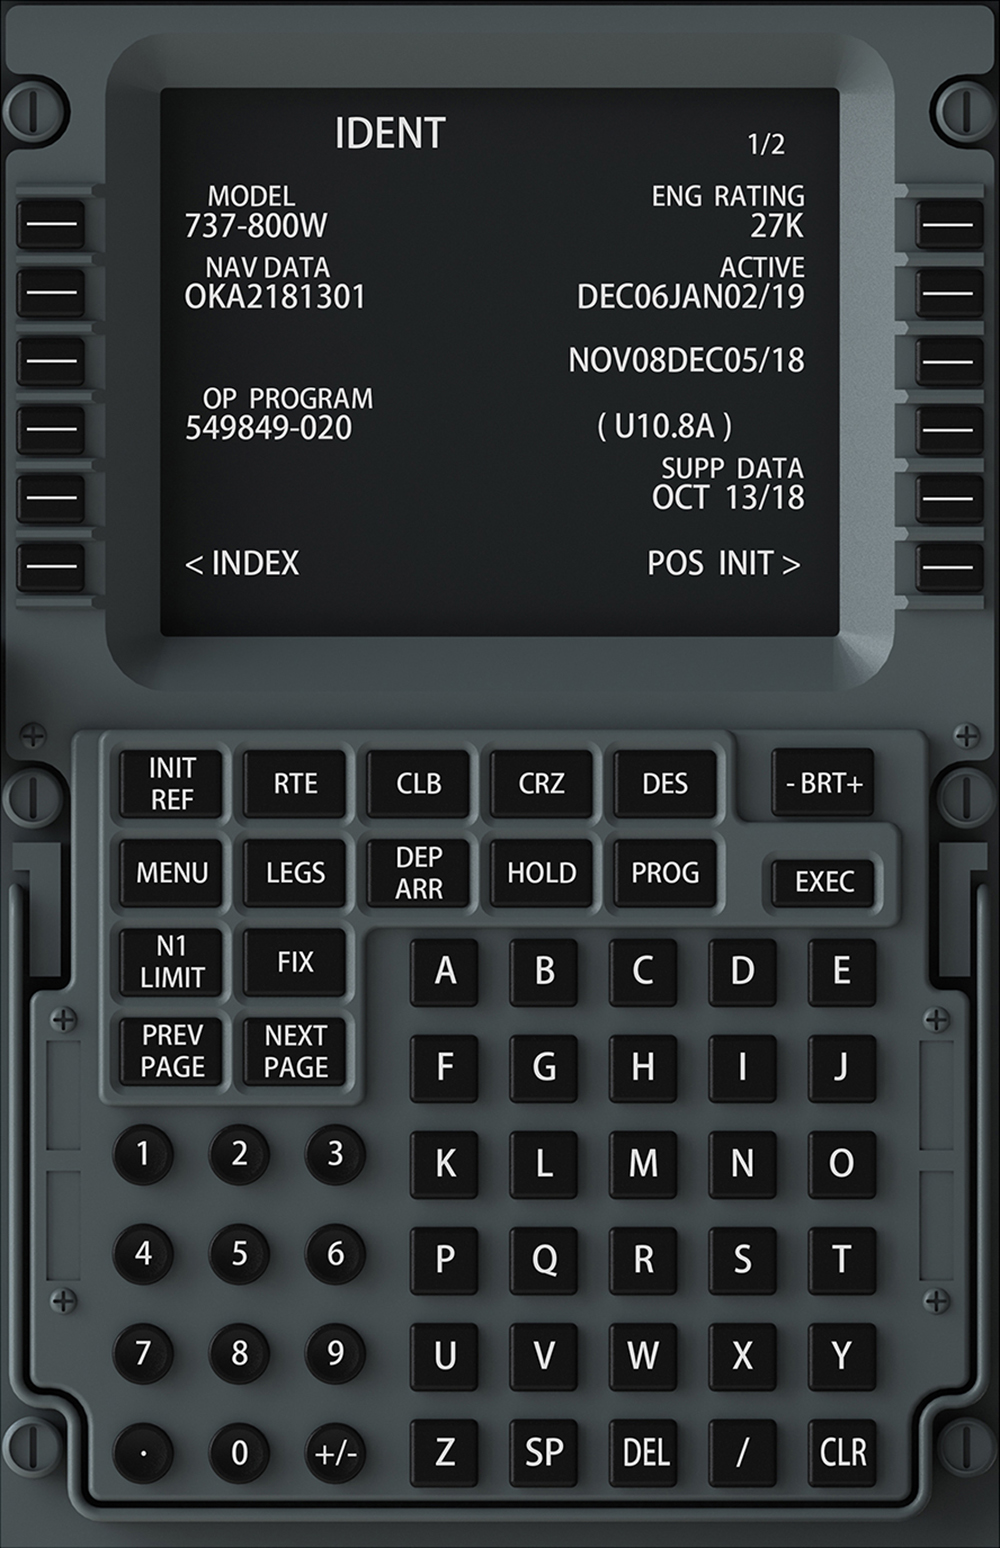 IDENT
1/2
MODEL ENG RATING
737-800W 27K
NAV DATA ACTIVE
OKA2181301 DEC06JAN02/19
NOV08DEC05/18
OP PROGRAM
549849-020 ( U10.8A )
SUPP DATA
OCT 13/18
< INDEX POS INIT >
INIT REF RTE CLB CRZ DES - BRT+
MENU LEGS DEP ARR HOLD PROG EXEC
N1 LIMIT FIX
A B C D E
PREV PAGE NEXT PAGE
F G H I J
1 2 3
K L M N O
4 5 6
P Q R S T
7 8 9
U V W X Y
· 0 +/-
Z SP DEL / CLR